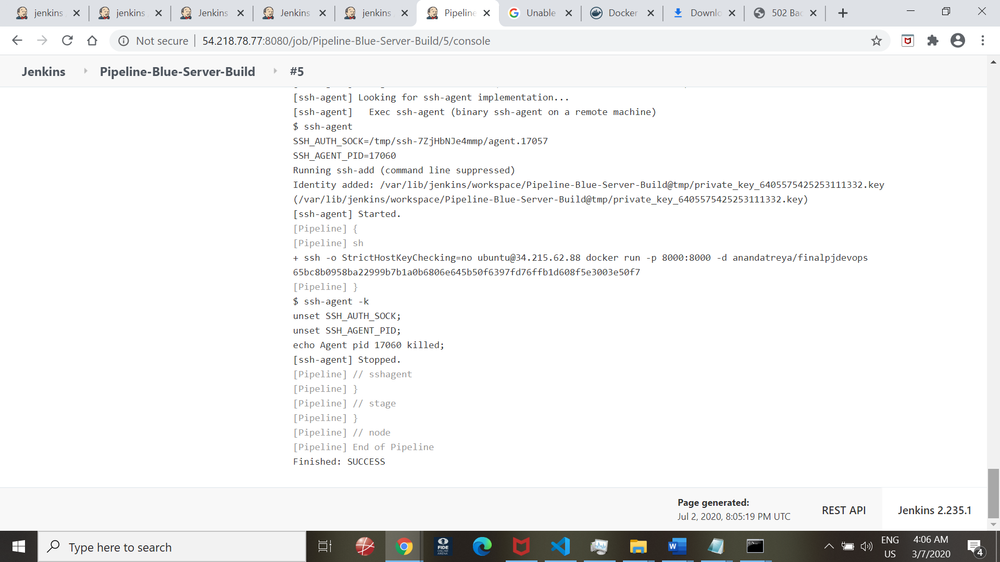 jenkins
jenkins
Jenkins
Jenkins
jenkins
Pipeline
Unable
Docker
Downlo
502 Bac
Not secure
54.218.78.77:8080/job/Pipeline-Blue-Server-Build/5/console
Jenkins
Pipeline-Blue-Server-Build
#5
[ssh-agent] Looking for ssh-agent implementation...
[ssh-agent]   Exec ssh-agent (binary ssh-agent on a remote machine)
$ ssh-agent
SSH_AUTH_SOCK=/tmp/ssh-7ZjHbNJe4mmp/agent.17057
SSH_AGENT_PID=17060
Running ssh-add (command line suppressed)
Identity added: /var/lib/jenkins/workspace/Pipeline-Blue-Server-Build@tmp/private_key_6405575425253111332.key
(/var/lib/jenkins/workspace/Pipeline-Blue-Server-Build@tmp/private_key_6405575425253111332.key)
[ssh-agent] Started.
[Pipeline] {
[Pipeline] sh
+ ssh -o StrictHostKeyChecking=no ubuntu@34.215.62.88 docker run -p 8000:8000 -d anandatreya/finalpjdevops
65bc8b0958ba22999b7b1a0b6806e645b50f6397fd76ffb1d608f5e3003e50f7
[Pipeline] }
$ ssh-agent -k
unset SSH_AUTH_SOCK;
unset SSH_AGENT_PID;
echo Agent pid 17060 killed;
[ssh-agent] Stopped.
[Pipeline] // sshagent
[Pipeline] }
[Pipeline] // stage
[Pipeline] }
[Pipeline] // node
[Pipeline] End of Pipeline
Finished: SUCCESS
Page generated:
Jul 2, 2020, 8:05:19 PM UTC
REST API
Jenkins 2.235.1
Type here to search
FIDE
ONLINE
ARENA
ENG
US
4:06 AM
3/7/2020
4